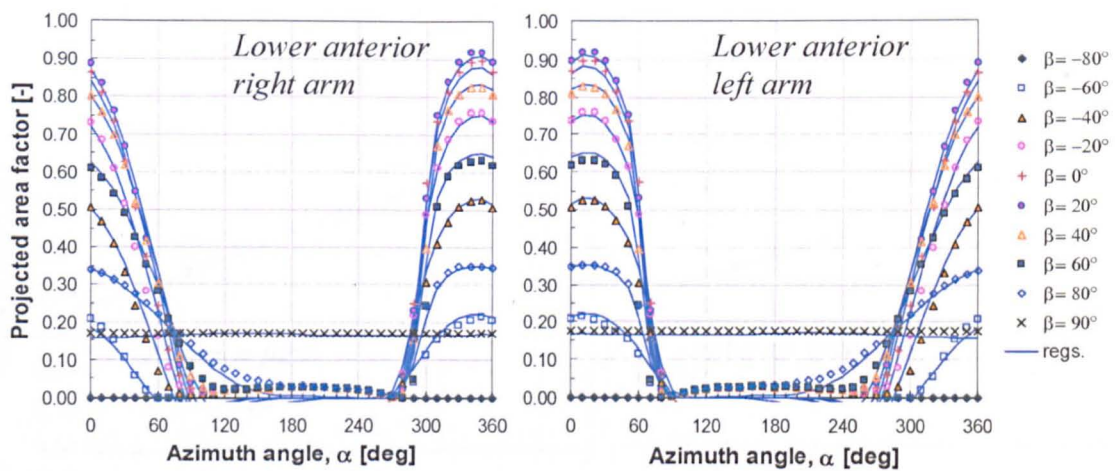 Projected area factor [-]
1.00
0.90
0.80
0.70
0.60
0.50
0.40
0.30
0.20
0.10
0.00
Lower anterior
right arm
0 60 120 180 240 300 360
Azimuth angle, α [deg]
1.00
0.90
0.80
0.70
0.60
0.50
0.40
0.30
0.20
0.10
0.00
Lower anterior
left arm
0 60 120 180 240 300 360
Azimuth angle, α [deg]
β= –80°
β= –60°
β= –40°
β= –20°
β= 0°
β= 20°
β= 40°
β= 60°
β= 80°
β= 90°
regs.